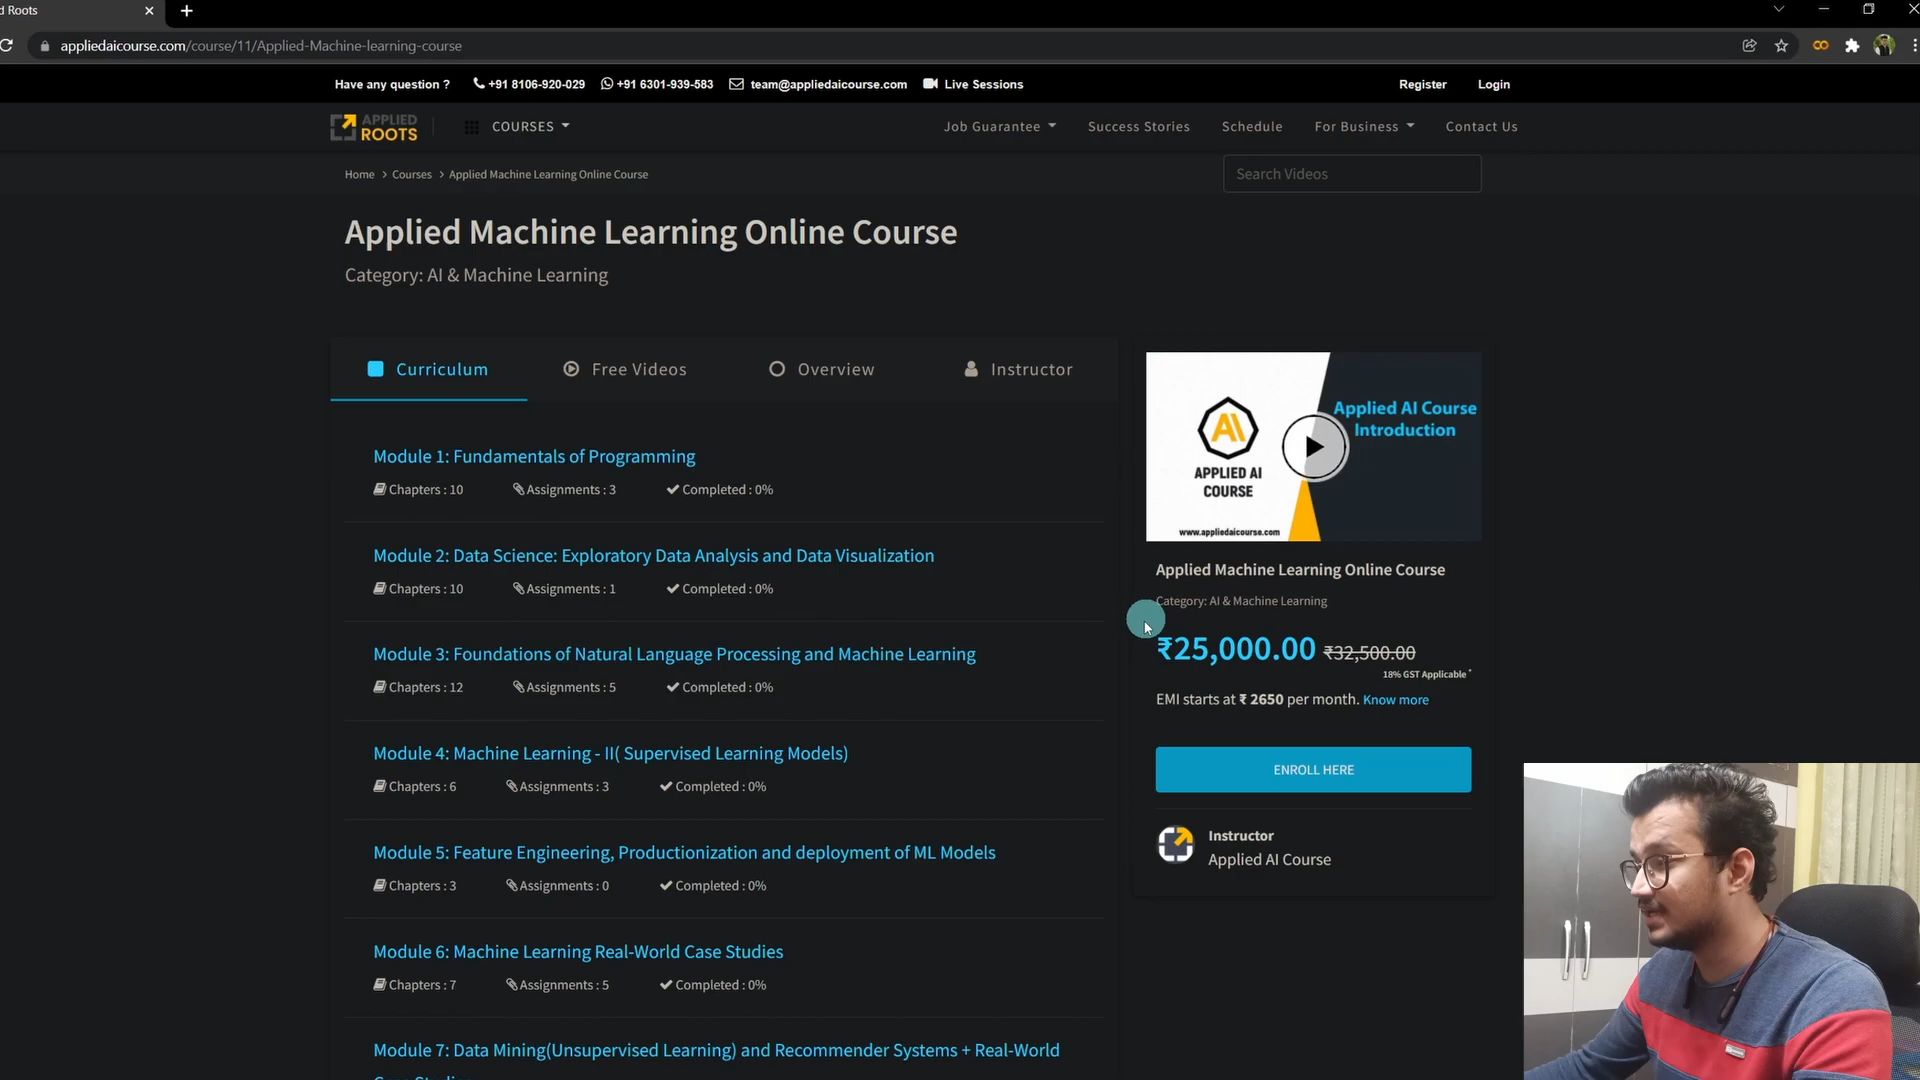 d Roots
appliedaicourse.com/course/11/Applied-Machine-learning-course
Have any question ? +91 8106-920-029 +91 6301-939-583 team@appliedaicourse.com Live Sessions Register Login
APPLIED
ROOTS
COURSES
Job Guarantee Success Stories Schedule For Business Contact Us
Home > Courses > Applied Machine Learning Online Course
Search Videos
Applied Machine Learning Online Course
Category: AI & Machine Learning
Curriculum Free Videos Overview Instructor
Module 1: Fundamentals of Programming
Chapters : 10 Assignments : 3 Completed : 0%
Module 2: Data Science: Exploratory Data Analysis and Data Visualization
Chapters : 10 Assignments : 1 Completed : 0%
Module 3: Foundations of Natural Language Processing and Machine Learning
Chapters : 12 Assignments : 5 Completed : 0%
Module 4: Machine Learning - II( Supervised Learning Models)
Chapters : 6 Assignments : 3 Completed : 0%
Module 5: Feature Engineering, Productionization and deployment of ML Models
Chapters : 3 Assignments : 0 Completed : 0%
Module 6: Machine Learning Real-World Case Studies
Chapters : 7 Assignments : 5 Completed : 0%
Module 7: Data Mining(Unsupervised Learning) and Recommender Systems + Real-World
Applied AI Course
Introduction
AI
APPLIED AI
COURSE
www.appliedaicourse.com
Applied Machine Learning Online Course
Category: AI & Machine Learning
₹25,000.00 ₹32,500.00
18% GST Applicable *
EMI starts at ₹ 2650 per month. Know more
ENROLL HERE
Instructor
Applied AI Course